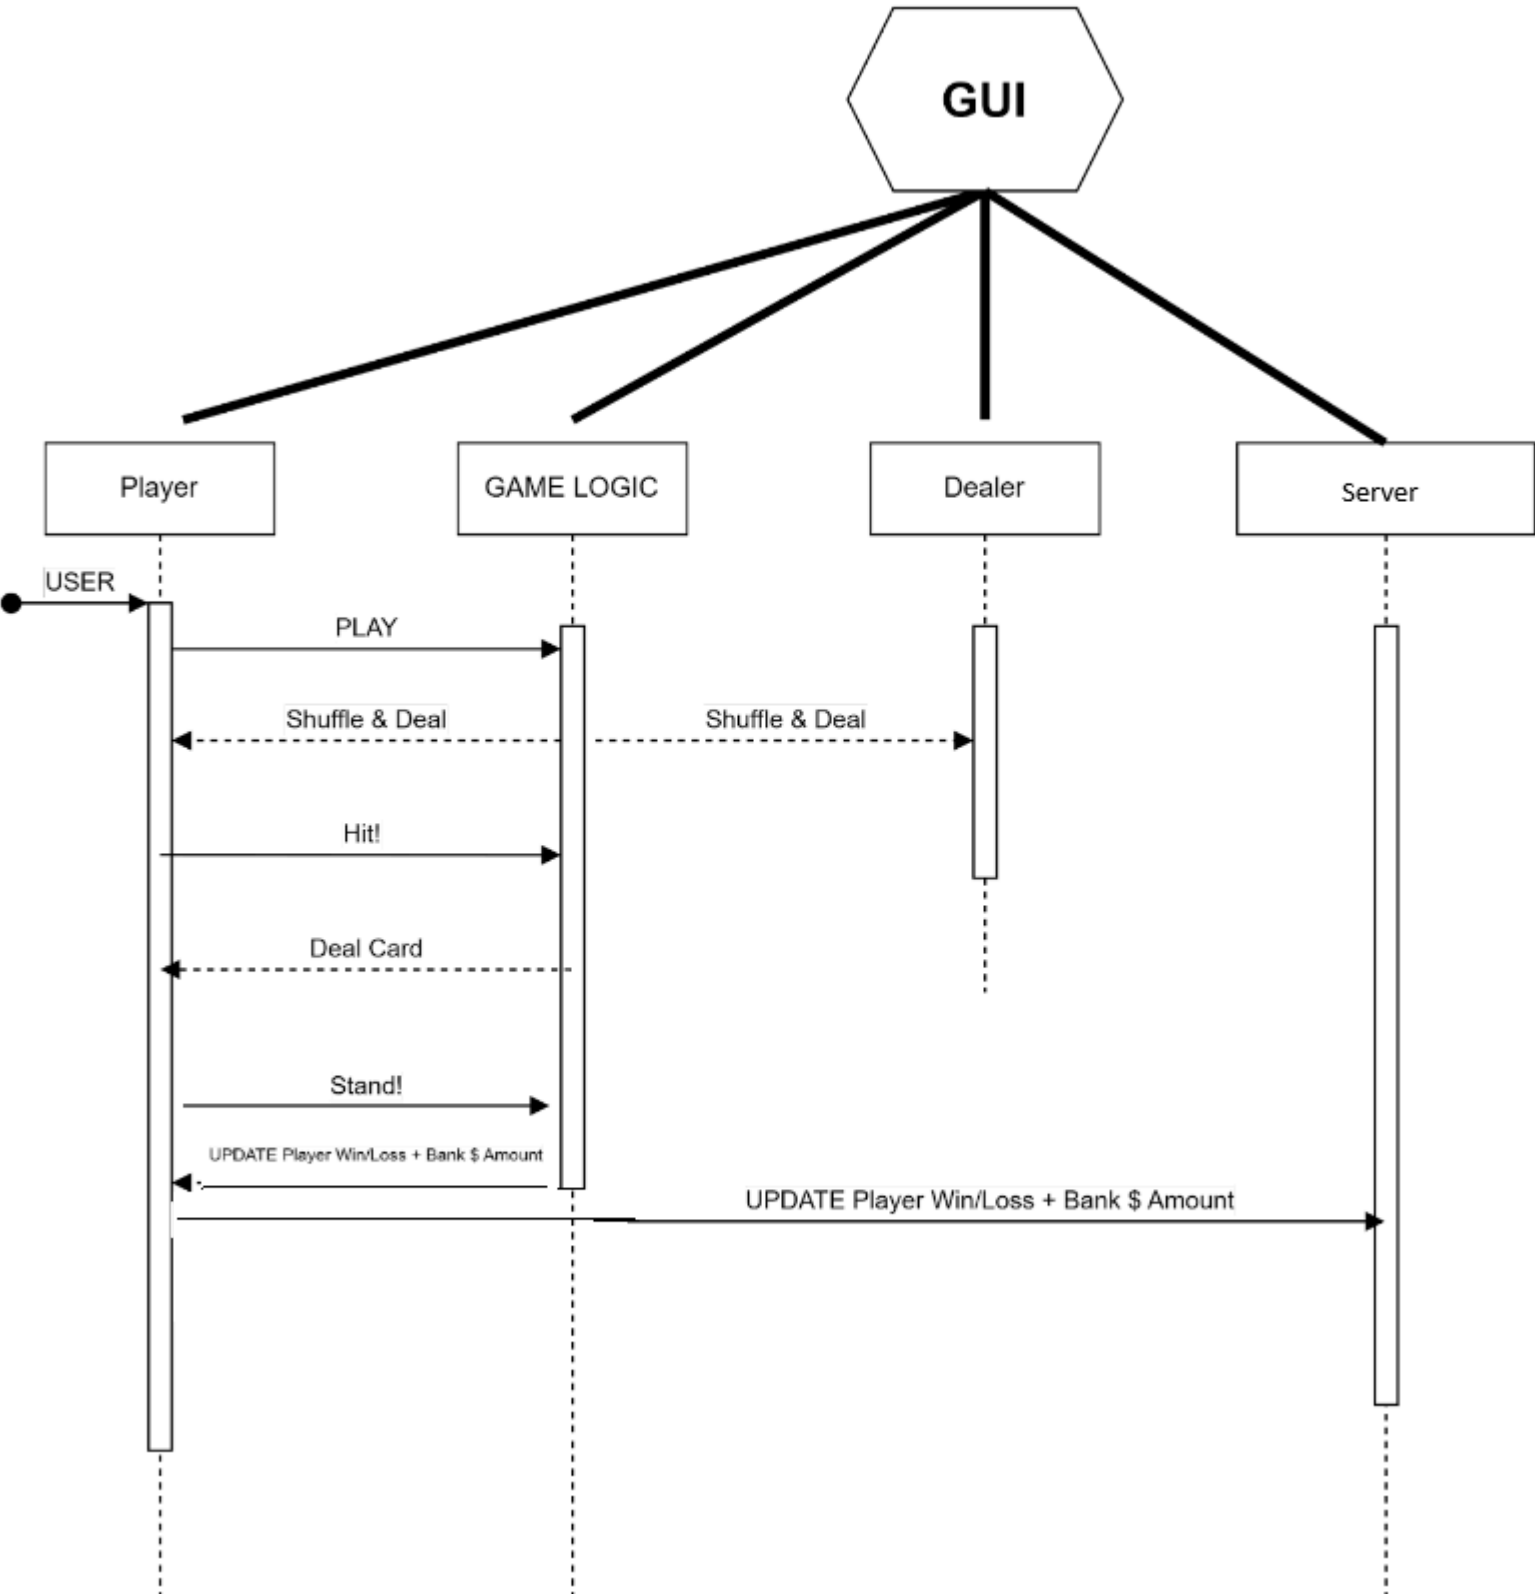 GUI
Player
GAME LOGIC
Dealer
Server
USER
PLAY
Shuffle & Deal
Shuffle & Deal
Hit!
Deal Card
Stand!
UPDATE Player Win/Loss + Bank $ Amount
UPDATE Player Win/Loss + Bank $ Amount